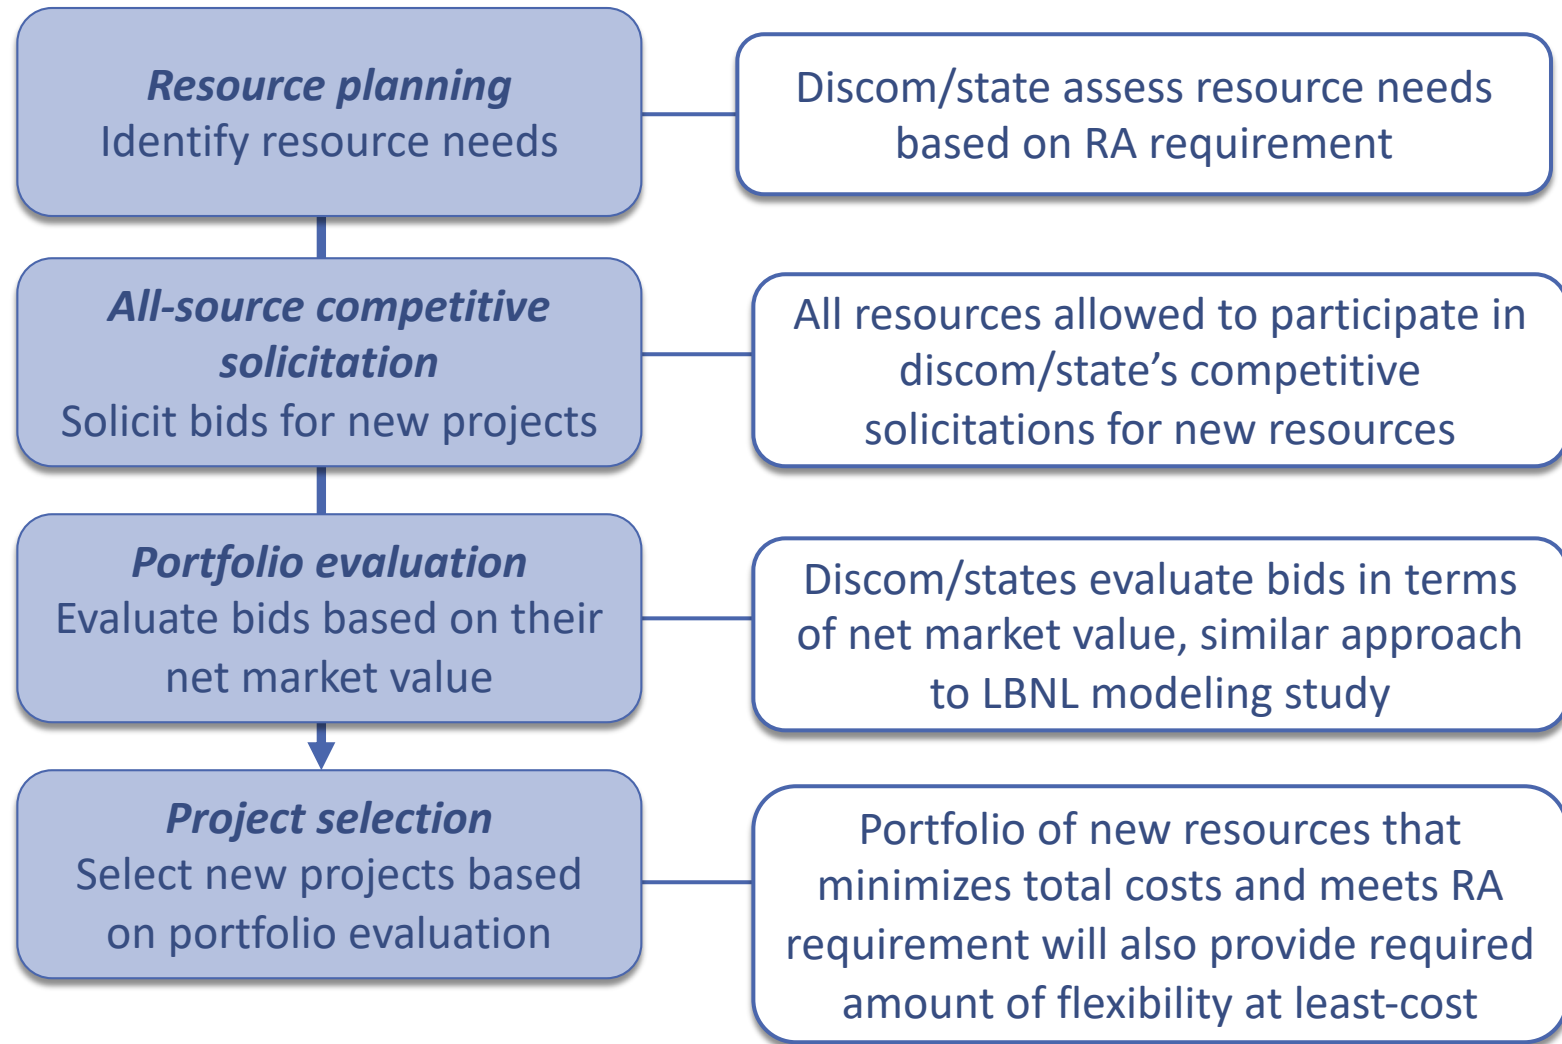 Resource planning
Identify resource needs
Discom/state assess resource needs
based on RA requirement
All-source competitive
solicitation
Solicit bids for new projects
All resources allowed to participate in
discom/state’s competitive
solicitations for new resources
Portfolio evaluation
Evaluate bids based on their
net market value
Discom/states evaluate bids in terms
of net market value, similar approach
to LBNL modeling study
Project selection
Select new projects based
on portfolio evaluation
Portfolio of new resources that
minimizes total costs and meets RA
requirement will also provide required
amount of flexibility at least-cost